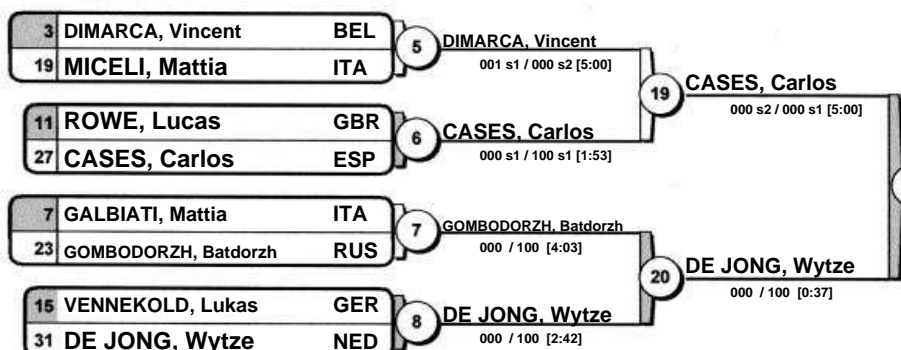 3 DIMARCA, Vincent BEL
19 MICELI, Mattia ITA
5
DIMARCA, Vincent
001 s1 / 000 s2 [5:00]
11 ROWE, Lucas GBR
27 CASES, Carlos ESP
6
CASES, Carlos
000 s1 / 100 s1 [1:53]
19
CASES, Carlos
000 s2 / 000 s1 [5:00]
7 GALBIATI, Mattia ITA
23 GOMBODORZH, Batdorzh RUS
7
GOMBODORZH, Batdorzh
000 / 100 [4:03]
15 VENNEKOLD, Lukas GER
31 DE JONG, Wytze NED
8
DE JONG, Wytze
000 / 100 [2:42]
20
DE JONG, Wytze
000 / 100 [0:37]